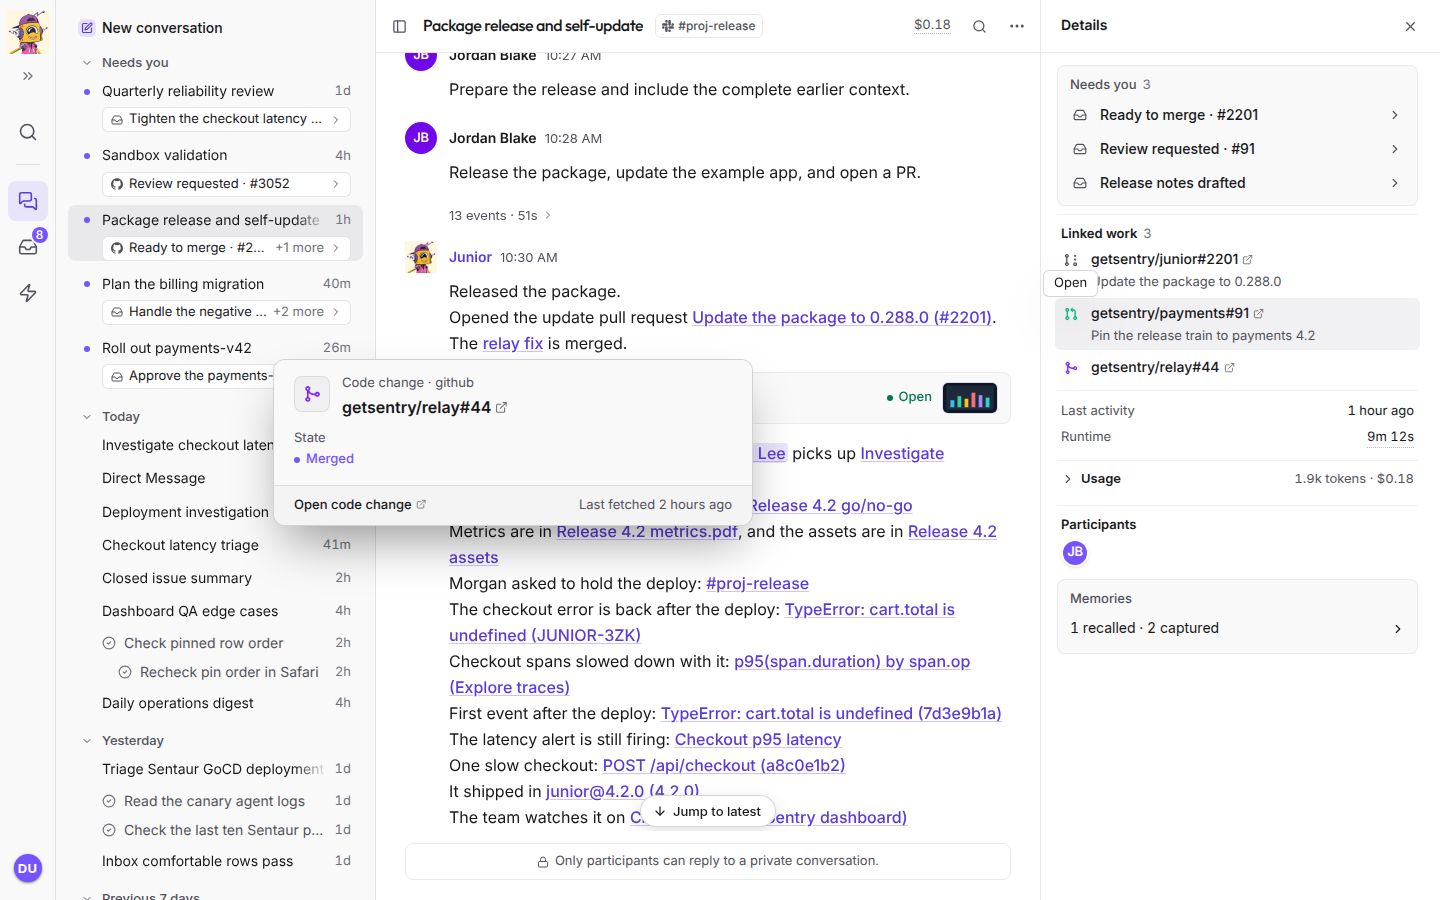 New conversation
Needs you
Quarterly reliability review 1d
Tighten the checkout latency ...
Sandbox validation 4h
Review requested · #3052
Package release and self-update 1h
Ready to merge · #2... +1 more
Plan the billing migration 40m
Handle the negative ... +2 more
Roll out payments-v42 26m
Approve the payments-
Today
Investigate checkout laten
Direct Message
Deployment investigation
Checkout latency triage 41m
Closed issue summary 2h
Dashboard QA edge cases 4h
Check pinned row order 2h
Recheck pin order in Safari 2h
Daily operations digest 4h
Yesterday
Triage Sentaur GoCD deployment 1d
Read the canary agent logs 1d
Check the last ten Sentaur p... 1d
Inbox comfortable rows pass 1d
Previous 7 days
8
DU
Package release and self-update #proj-release $0.18
JB Jordan Blake 10:27 AM
Prepare the release and include the complete earlier context.
JB Jordan Blake 10:28 AM
Release the package, update the example app, and open a PR.
13 events · 51s
Junior 10:30 AM
Released the package.
Opened the update pull request Update the package to 0.288.0 (#2201).
The relay fix is merged.
Open
Code change · github
getsentry/relay#44
State
Merged
Open code change Last fetched 2 hours ago
Lee picks up Investigate
Release 4.2 go/no-go
Metrics are in Release 4.2 metrics.pdf, and the assets are in Release 4.2
assets
Morgan asked to hold the deploy: #proj-release
The checkout error is back after the deploy: TypeError: cart.total is
undefined (JUNIOR-3ZK)
Checkout spans slowed down with it: p95(span.duration) by span.op
(Explore traces)
First event after the deploy: TypeError: cart.total is undefined (7d3e9b1a)
The latency alert is still firing: Checkout p95 latency
One slow checkout: POST /api/checkout (a8c0e1b2)
It shipped in junior@4.2.0 (4.2.0)
The team watches it on
entry dashboard)
Jump to latest
Only participants can reply to a private conversation.
Details
Needs you 3
Ready to merge · #2201
Review requested · #91
Release notes drafted
Linked work 3
getsentry/junior#2201
Update the package to 0.288.0
Open
getsentry/payments#91
Pin the release train to payments 4.2
getsentry/relay#44
Last activity 1 hour ago
Runtime 9m 12s
Usage 1.9k tokens · $0.18
Participants
JB
Memories
1 recalled · 2 captured